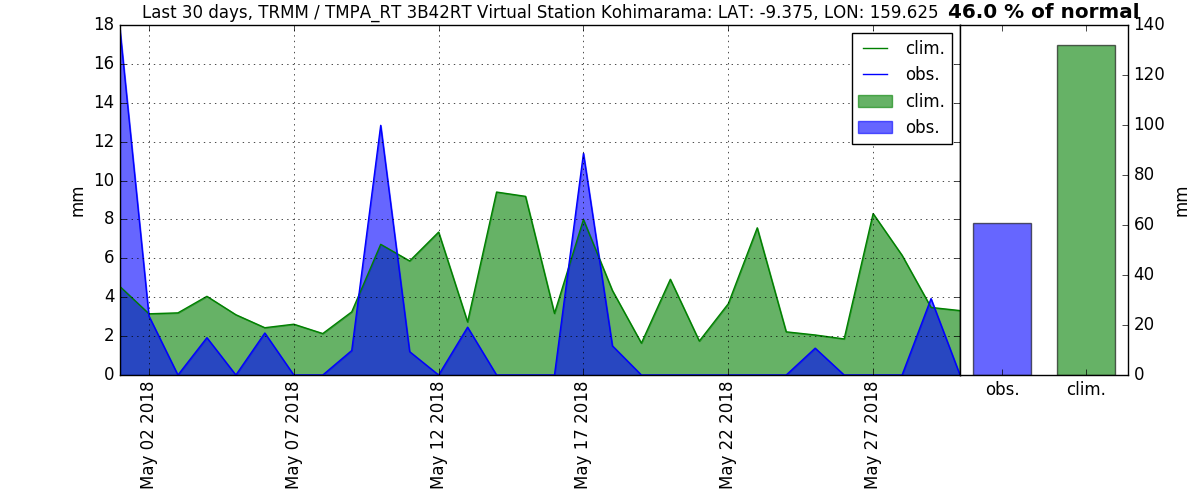 Last 30 days, TRMM / TMPA_RT 3B42RT Virtual Station Kohimarama: LAT: -9.375, LON: 159.625
46.0 % of normal
18
16
14
12
10
8
6
4
2
0
mm
clim.
obs.
clim.
obs.
May 02 2018
May 07 2018
May 12 2018
May 17 2018
May 22 2018
May 27 2018
140
120
100
80
60
40
20
0
mm
obs.
clim.